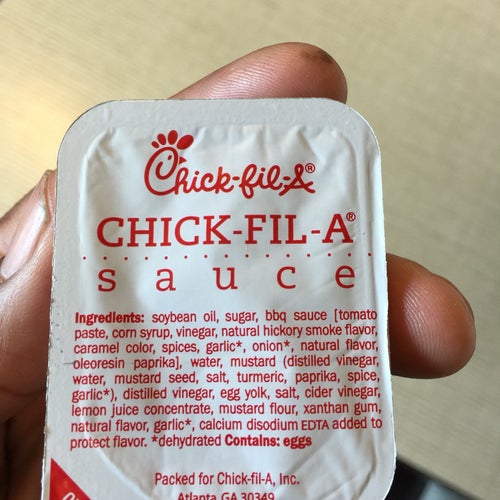 Chick-fil-A®
CHICK-FIL-A®
sauce
Ingredients: soybean oil, sugar, bbq sauce [tomato
paste, corn syrup, vinegar, natural hickory smoke flavor,
caramel color, spices, garlic*, onion*, natural flavor,
oleoresin paprika], water, mustard (distilled vinegar,
water, mustard seed, salt, turmeric, paprika, spice,
garlic*), distilled vinegar, egg yolk, salt, cider vinegar,
lemon juice concentrate, mustard flour, xanthan gum,
natural flavor, garlic*, calcium disodium EDTA added to
protect flavor. *dehydrated Contains: eggs
Packed for Chick-fil-A, Inc.
Atlanta GA 30349